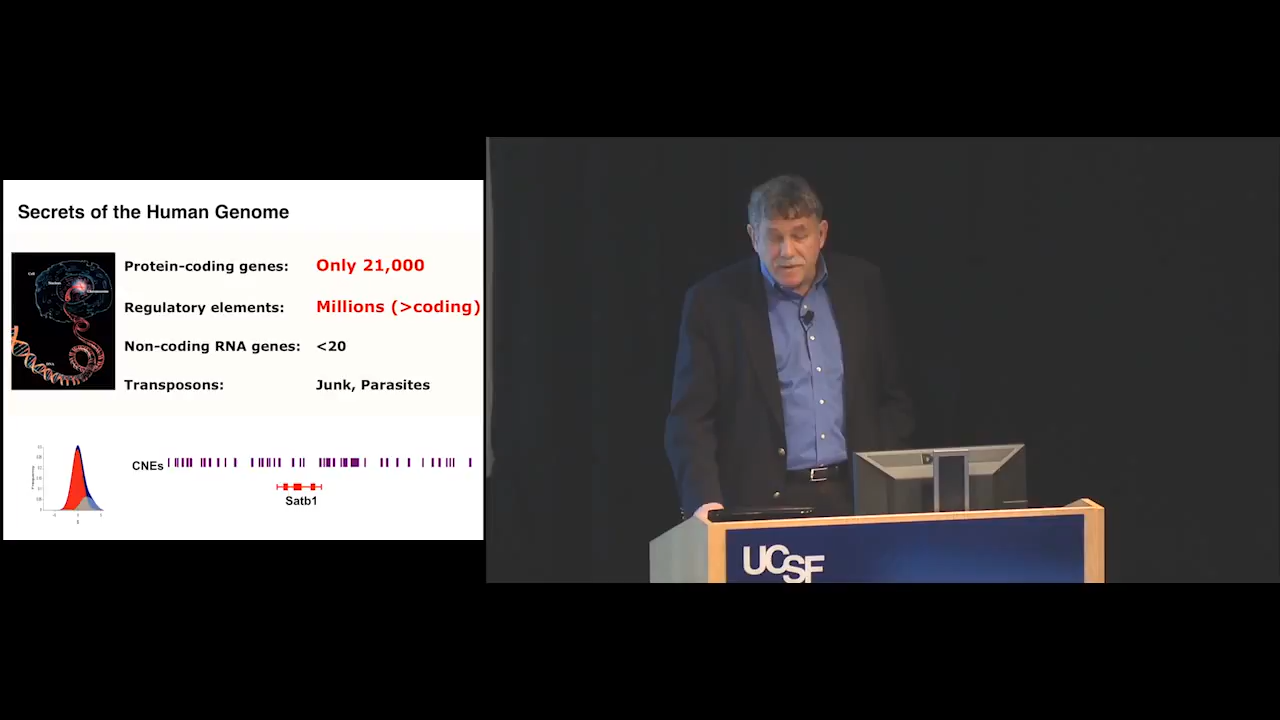 Secrets of the Human Genome
Protein-coding genes: Only 21,000
Regulatory elements: Millions (>coding)
Non-coding RNA genes: <20
Transposons: Junk, Parasites
CNEs
Satb1
UCSF